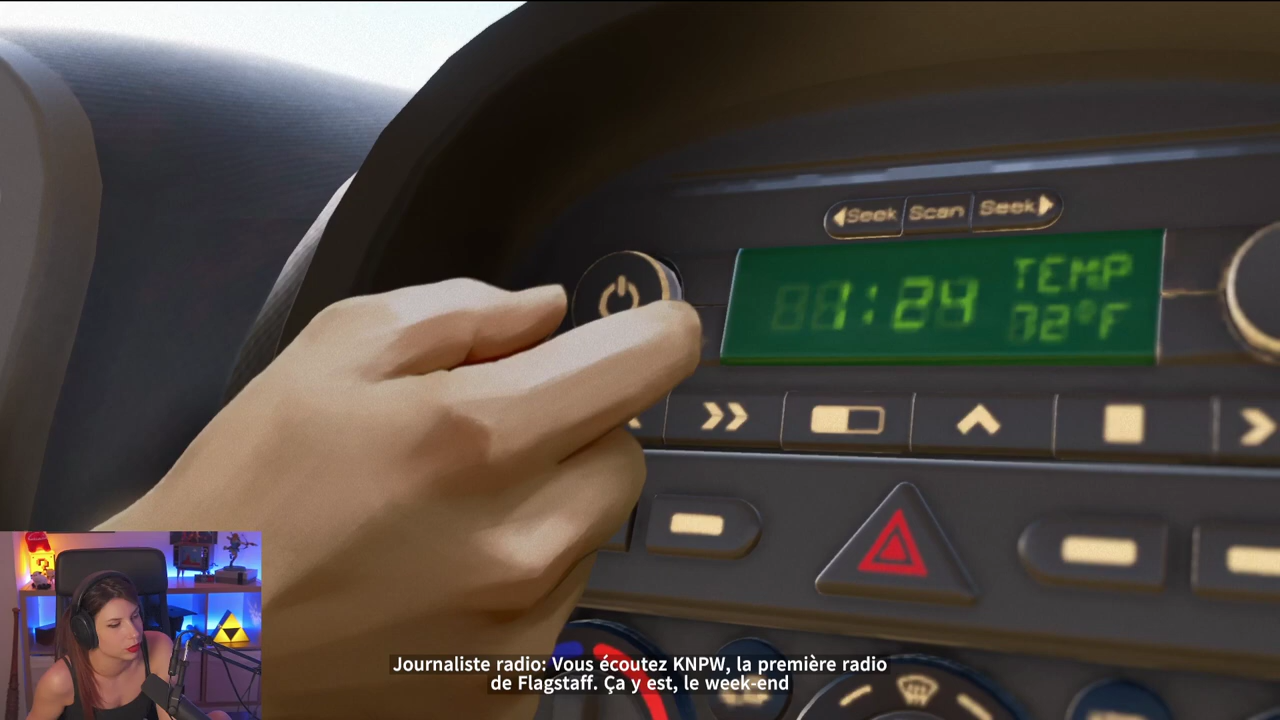 Seek Scan Seek
1:24 TEMP
72°F
Journaliste radio: Vous écoutez KNPW, la première radio
de Flagstaff. Ça y est, le week-end